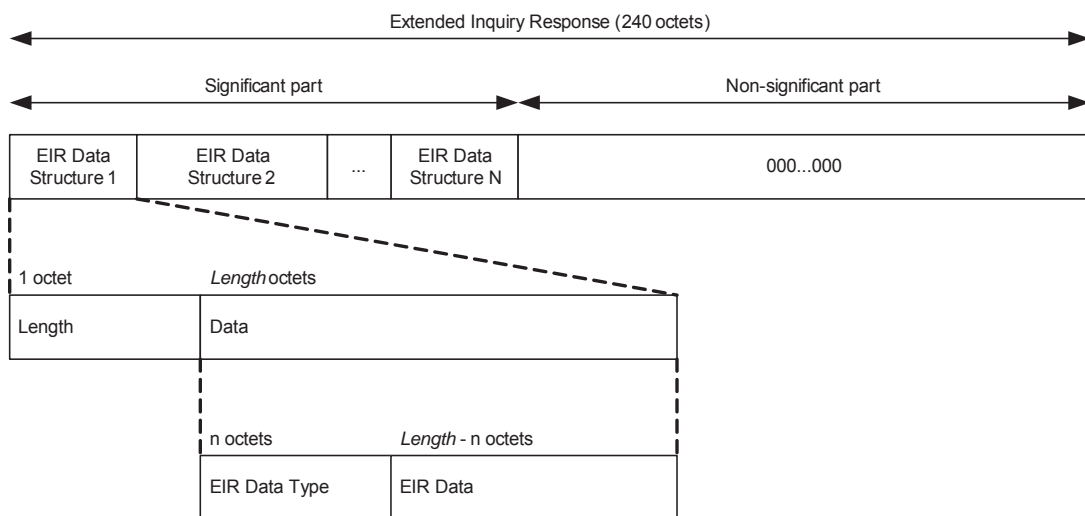 Extended Inquiry Response (240 octets)
Significant part
Non-significant part
EIR Data
Structure 1
EIR Data
Structure 2
...
EIR Data
Structure N
000...000
1 octet
Length octets
Length
Data
n octets
Length - n octets
EIR Data Type
EIR Data